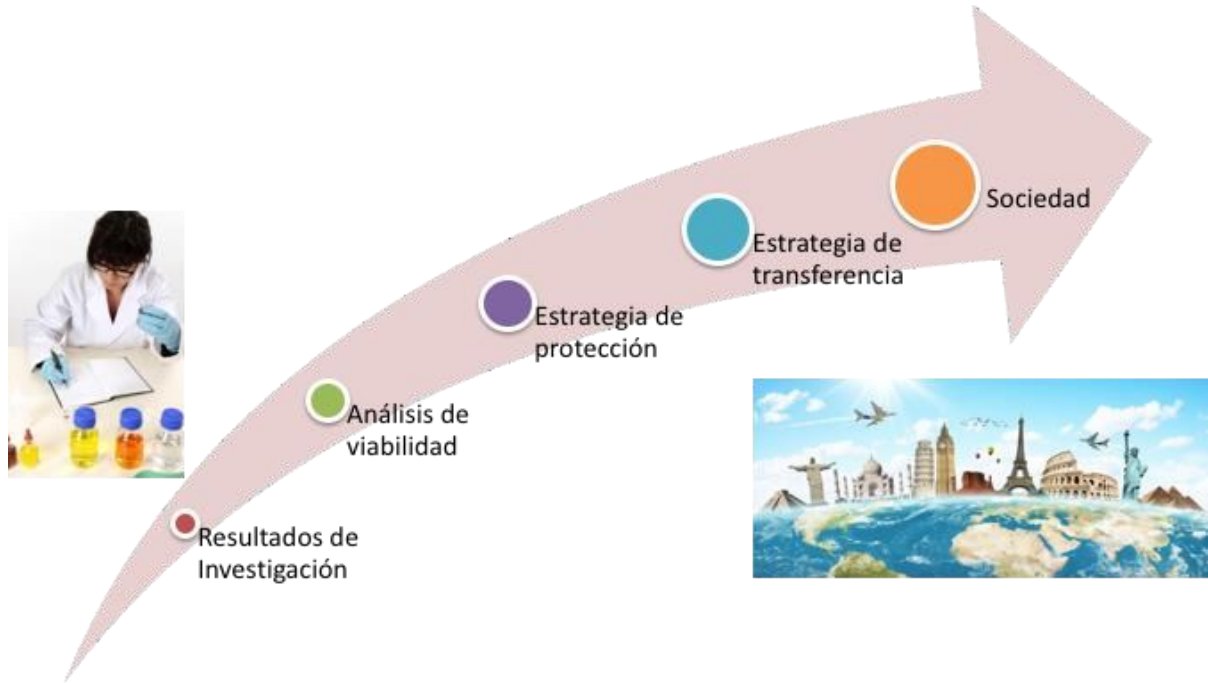 Resultados de
Investigación
Análisis de
viabilidad
Estrategia de
protección
Estrategia de
transferencia
Sociedad